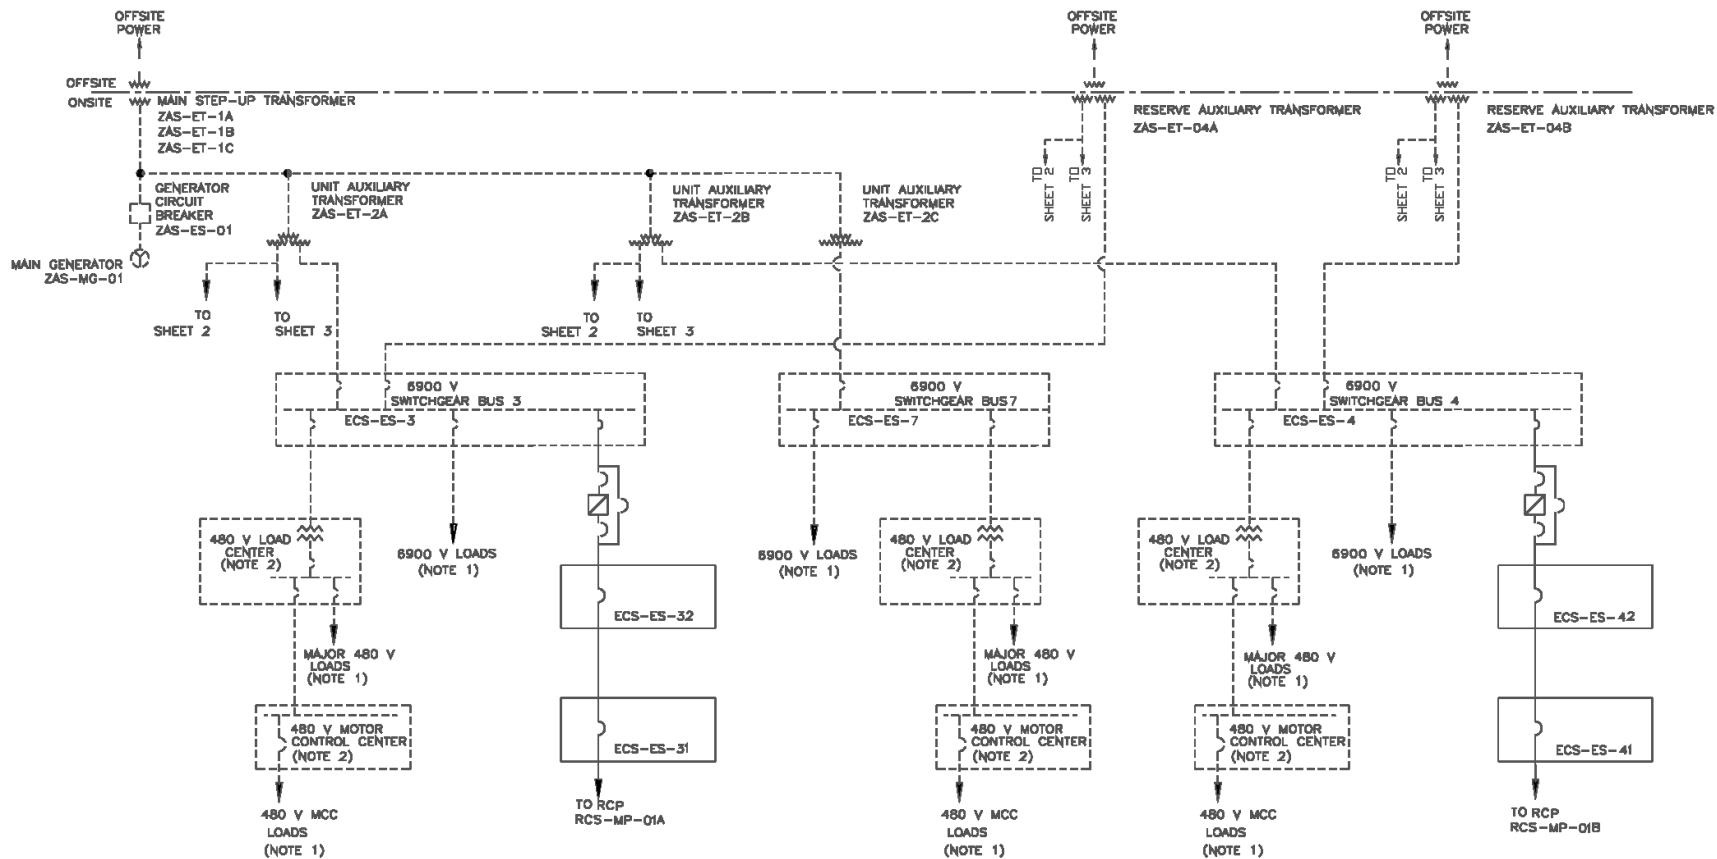 OFFSITE
POWER
OFFSITE
POWER
OFFSITE
POWER
OFFSITE
ONSITE
MAIN STEP-UP TRANSFORMER
ZAS-ET-1A
ZAS-ET-1B
ZAS-ET-1C
RESERVE AUXILIARY TRANSFORMER
ZAS-ET-04A
RESERVE AUXILIARY TRANSFORMER
ZAS-ET-04B
TO
SHEET 2
TO
SHEET 3
TO
SHEET 2
TO
SHEET 3
GENERATOR
CIRCUIT
BREAKER
ZAS-ES-01
UNIT AUXILIARY
TRANSFORMER
ZAS-ET-2A
UNIT AUXILIARY
TRANSFORMER
ZAS-ET-2B
UNIT AUXILIARY
TRANSFORMER
ZAS-ET-2C
MAIN GENERATOR
ZAS-MG-01
TO
SHEET 2
TO
SHEET 3
TO
SHEET 2
TO
SHEET 3
6900 V
SWITCHGEAR BUS 3
ECS-ES-3
6900 V
SWITCHGEAR BUS 7
ECS-ES-7
6900 V
SWITCHGEAR BUS 4
ECS-ES-4
480 V LOAD
CENTER
(NOTE 2)
6900 V LOADS
(NOTE 1)
6900 V LOADS
(NOTE 1)
480 V LOAD
CENTER
(NOTE 2)
480 V LOAD
CENTER
(NOTE 2)
6900 V LOADS
(NOTE 1)
ECS-ES-32
ECS-ES-42
MAJOR 480 V
LOADS
(NOTE 1)
MAJOR 480 V
LOADS
(NOTE 1)
MAJOR 480 V
LOADS
(NOTE 1)
480 V MOTOR
CONTROL CENTER
(NOTE 2)
ECS-ES-31
480 V MOTOR
CONTROL CENTER
(NOTE 2)
480 V MOTOR
CONTROL CENTER
(NOTE 2)
ECS-ES-41
480 V MCC
LOADS
(NOTE 1)
TO RCP
RCS-MP-01A
480 V MCC
LOADS
(NOTE 1)
480 V MCC
LOADS
(NOTE 1)
TO RCP
RCS-MP-01B